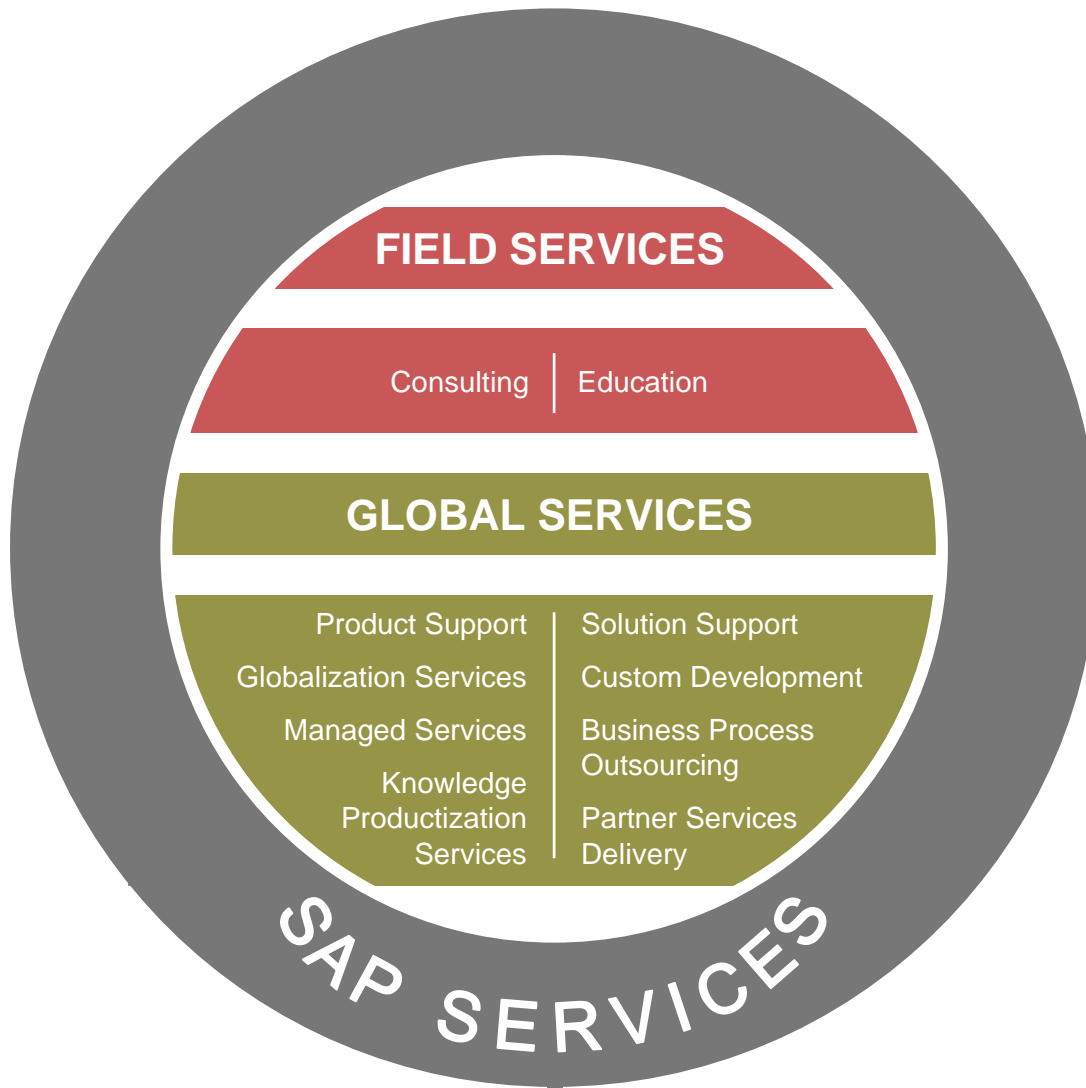 FIELD SERVICES
Consulting
Education
GLOBAL SERVICES
Product Support
Globalization Services
Managed Services
Knowledge
Productization
Services
Solution Support
Custom Development
Business Process
Outsourcing
Partner Services
Delivery
SAP SERVICES